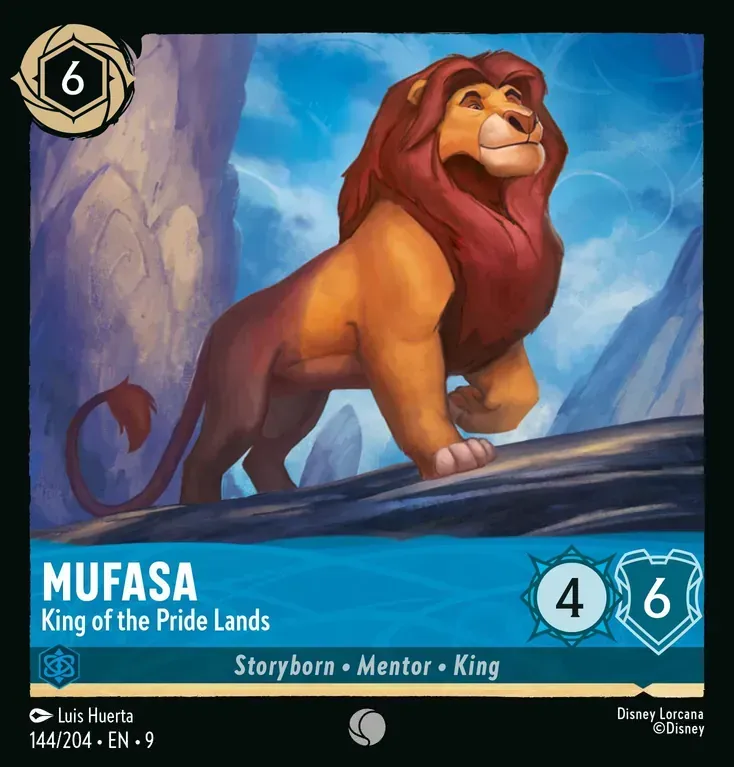 6
MUFASA
King of the Pride Lands
4
6
Storyborn • Mentor • King
Luis Huerta
144/204 • EN • 9
Disney Lorcana
©Disney